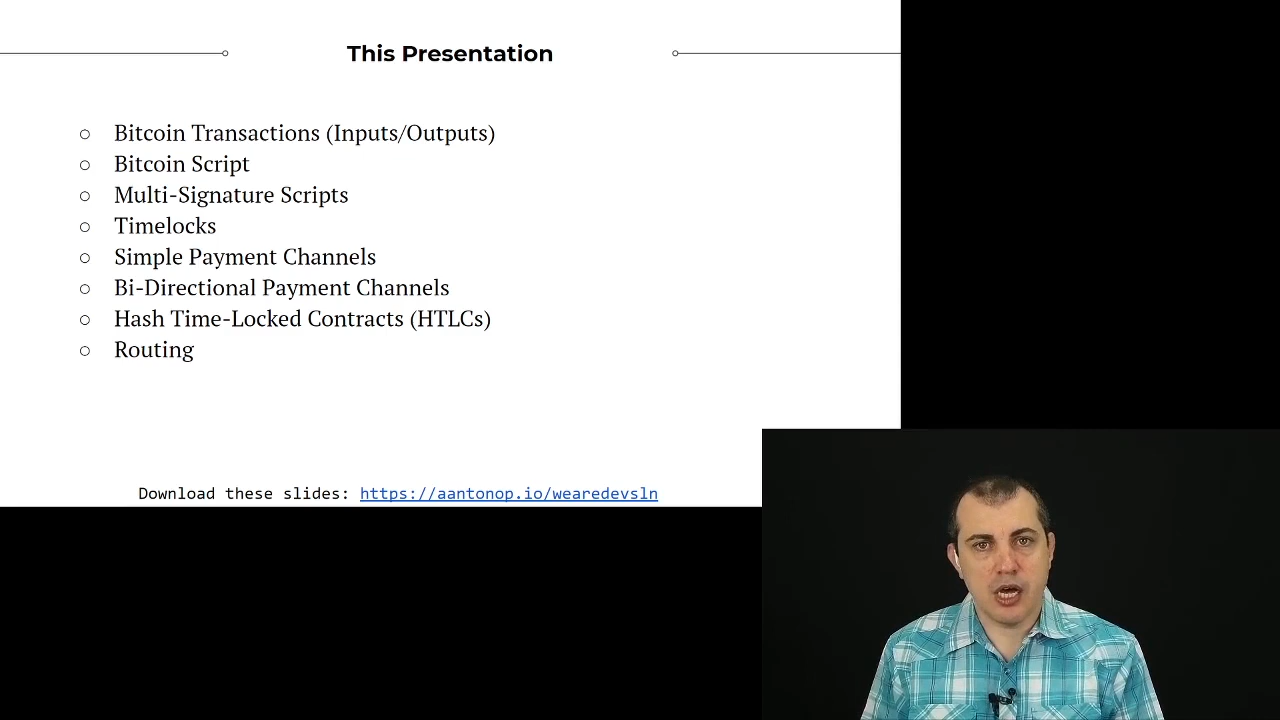 This Presentation
○ Bitcoin Transactions (Inputs/Outputs)
○ Bitcoin Script
○ Multi-Signature Scripts
○ Timelocks
○ Simple Payment Channels
○ Bi-Directional Payment Channels
○ Hash Time-Locked Contracts (HTLCs)
○ Routing
Download these slides: https://aantonop.io/wearedevsln